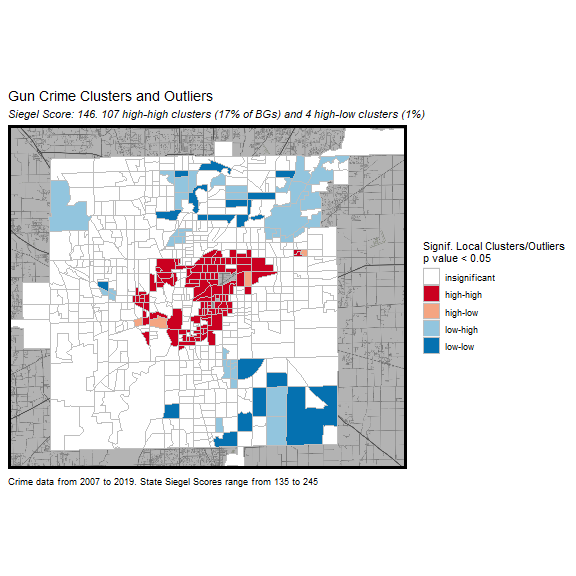 Gun Crime Clusters and Outliers
Siegel Score: 146. 107 high-high clusters (17% of BGs) and 4 high-low clusters (1%)
Signif. Local Clusters/Outliers
p value < 0.05
insignificant
high-high
high-low
low-high
low-low
Crime data from 2007 to 2019. State Siegel Scores range from 135 to 245